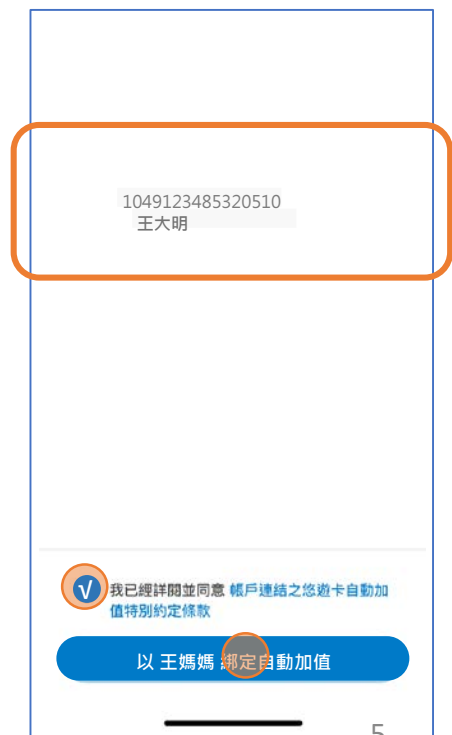 1049123485320510
王大明
√
我已經詳閱並同意 帳戶連結之悠遊卡自動加
值特別約定條款
以 王媽媽 綁定自動加值
5